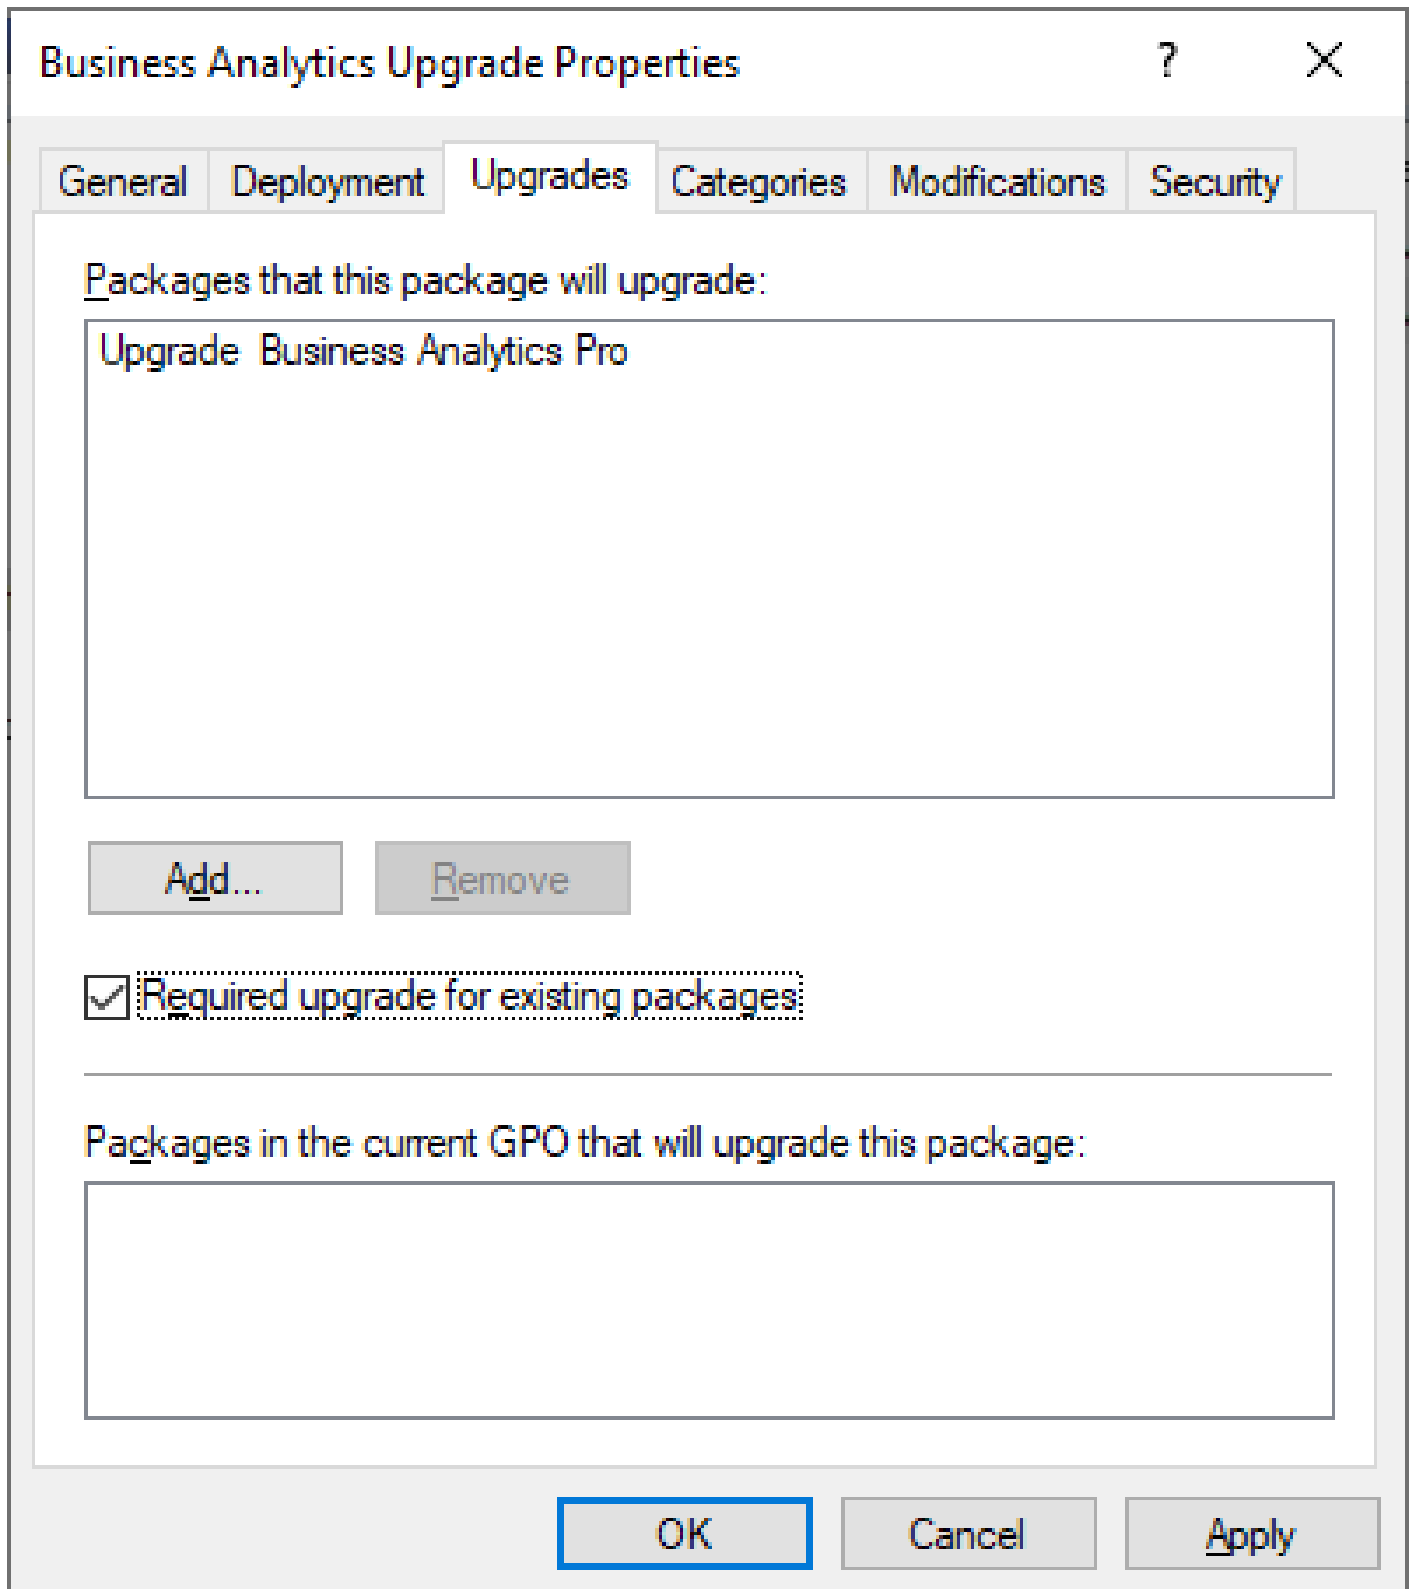 Business Analytics Upgrade Properties ?
General Deployment Upgrades Categories Modifications Security
Packages that this package will upgrade:
Upgrade Business Analytics Pro
Add... Remove
Required upgrade for existing packages
Packages in the current GPO that will upgrade this package:
OK Cancel Apply